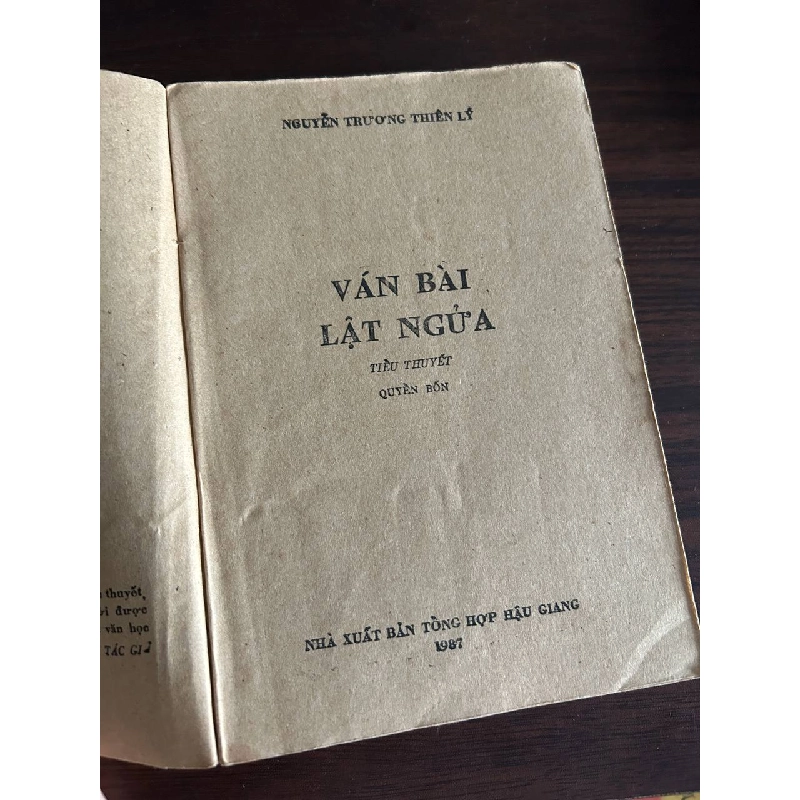 thuyết,
được
văn học
TÁC GIẢ
NGUYỄN TRƯƠNG THIÊN LÝ
VÁN BÀI
LẬT NGỬA
TIỂU THUYẾT
QUYỂN BỐN
NHÀ XUẤT BẢN TỔNG HỢP HẬU GIANG
1987